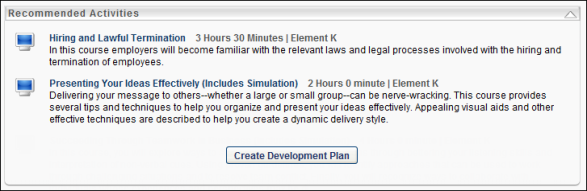 Recommended Activities
Hiring and Lawful Termination 3 Hours 30 Minutes | Element K
In this course employers will become familiar with the relevant laws and legal processes involved with the hiring and
termination of employees.
Presenting Your Ideas Effectively (Includes Simulation) 2 Hours 0 minute | Element K
Delivering your message to others--whether a large or small group--can be nerve-wracking. This course provides
several tips and techniques to help you organize and present your ideas effectively. Appealing visual aids and other
effective techniques are described to help you create a dynamic delivery style.
Create Development Plan